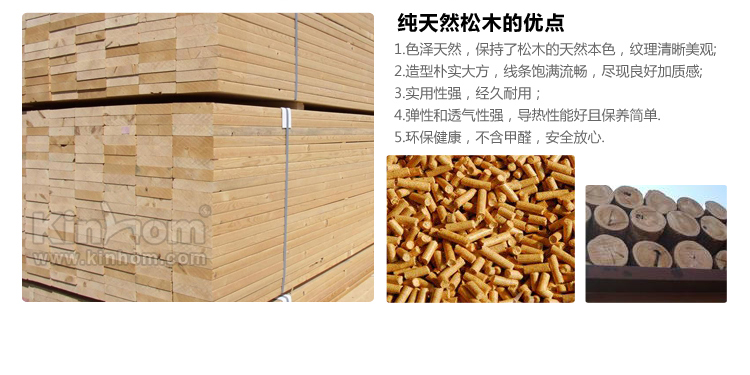 纯天然松木的优点
1.色泽天然，保持了松木的天然本色，纹理清晰美观;
2.造型朴实大方，线条饱满流畅，尽现良好加质感;
3.实用性强，经久耐用；
4.弹性和透气性强，导热性能好且保养简单.
5.环保健康，不含甲醛，安全放心.
Kinhom®
www.kinhom.com